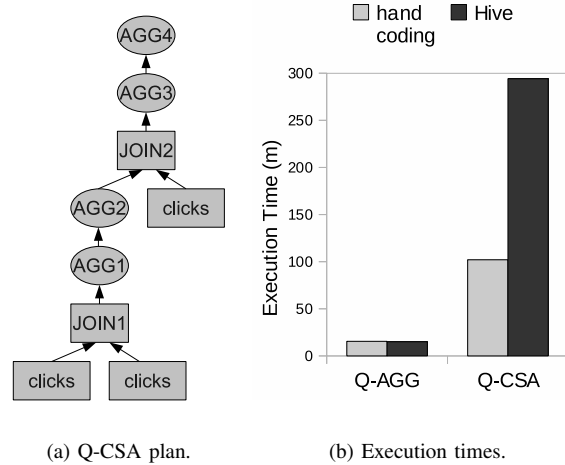 AGG4
AGG3
JOIN2
AGG2
clicks
AGG1
JOIN1
clicks clicks
(a) Q-CSA plan.
hand coding
Hive
Execution Time (m)
300
250
200
150
100
50
0
Q-AGG Q-CSA
(b) Execution times.